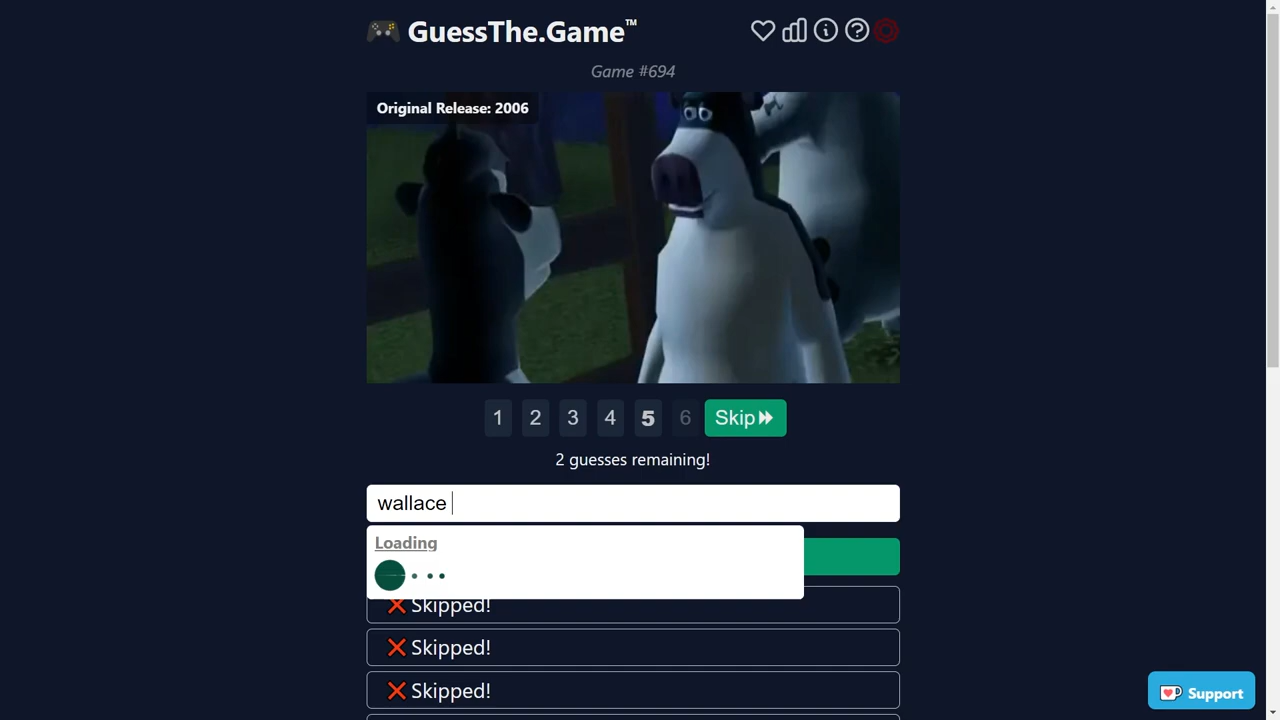 GuessThe.Game™
Game #694
Original Release: 2006
1 2 3 4 5 6 Skip
2 guesses remaining!
wallace
Loading
❌ Skipped!
❌ Skipped!
❌ Skipped!
Support